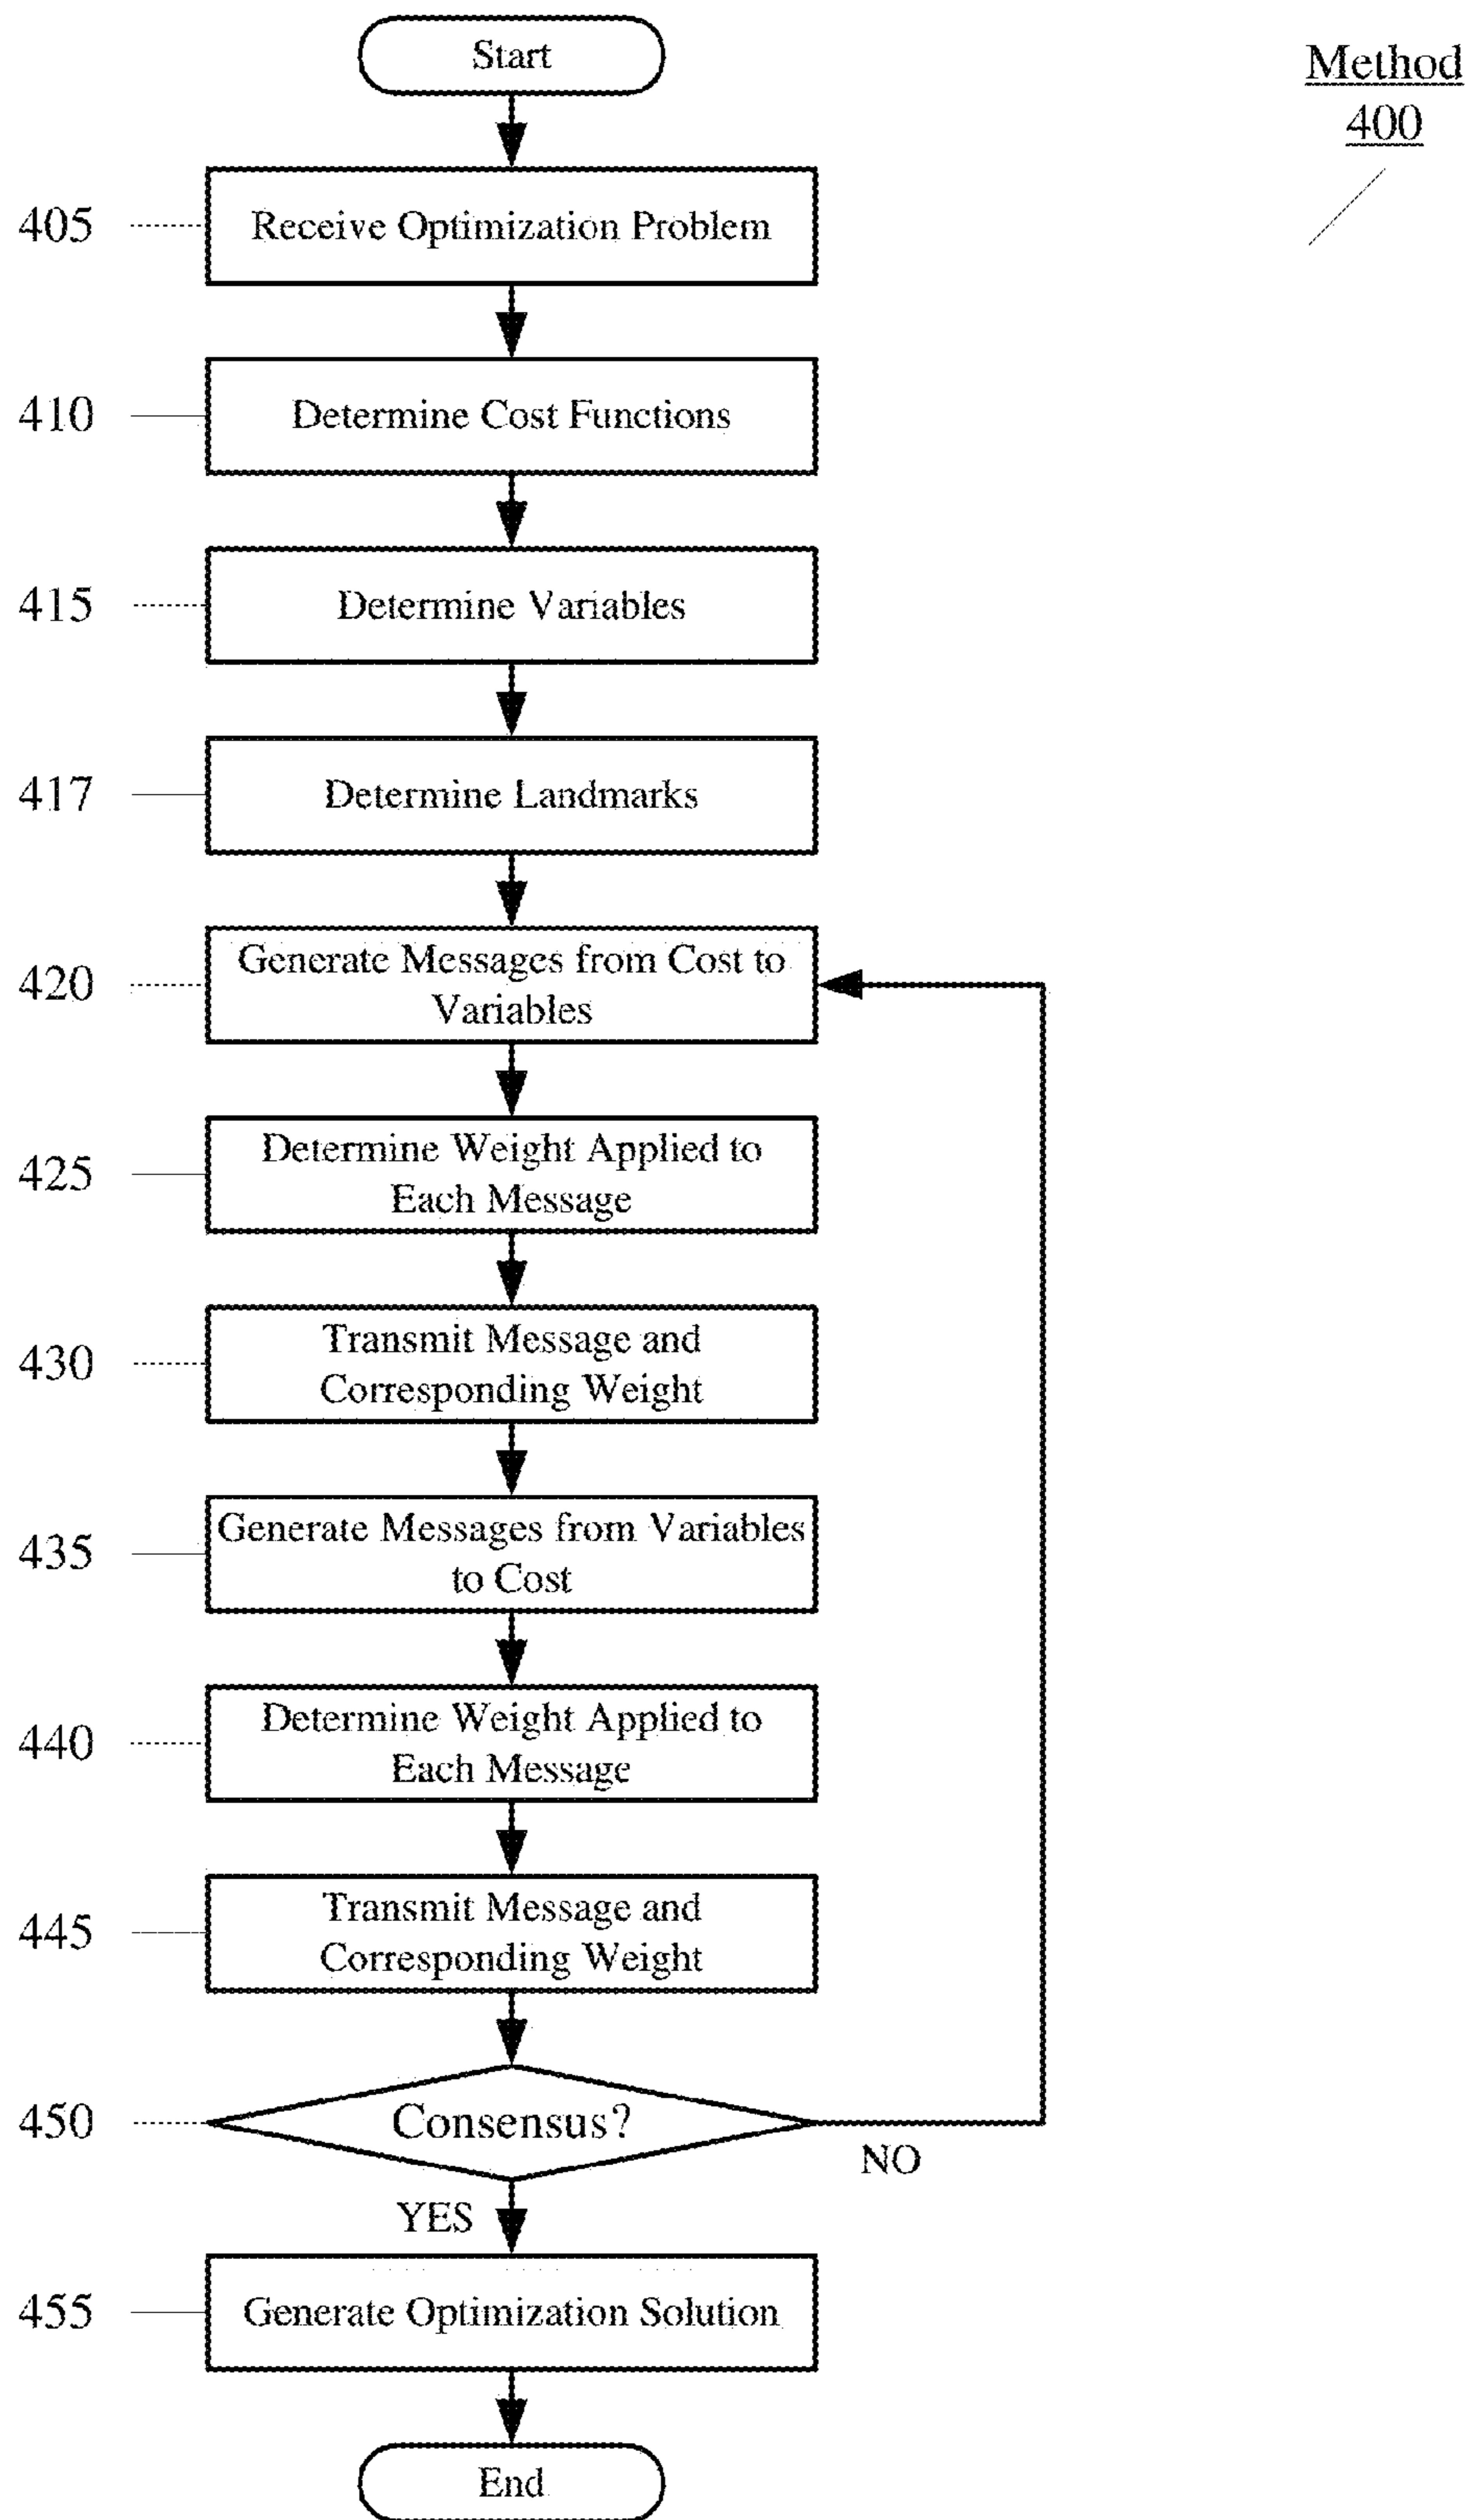 Start
Method
400
405
Receive Optimization Problem
410
Determine Cost Functions
415
Determine Variables
417
Determine Landmarks
420
Generate Messages from Cost to
Variables
425
Determine Weight Applied to
Each Message
430
Transmit Message and
Corresponding Weight
435
Generate Messages from Variables
to Cost
440
Determine Weight Applied to
Each Message
445
Transmit Message and
Corresponding Weight
450
Consensus?
NO
YES
455
Generate Optimization Solution
End